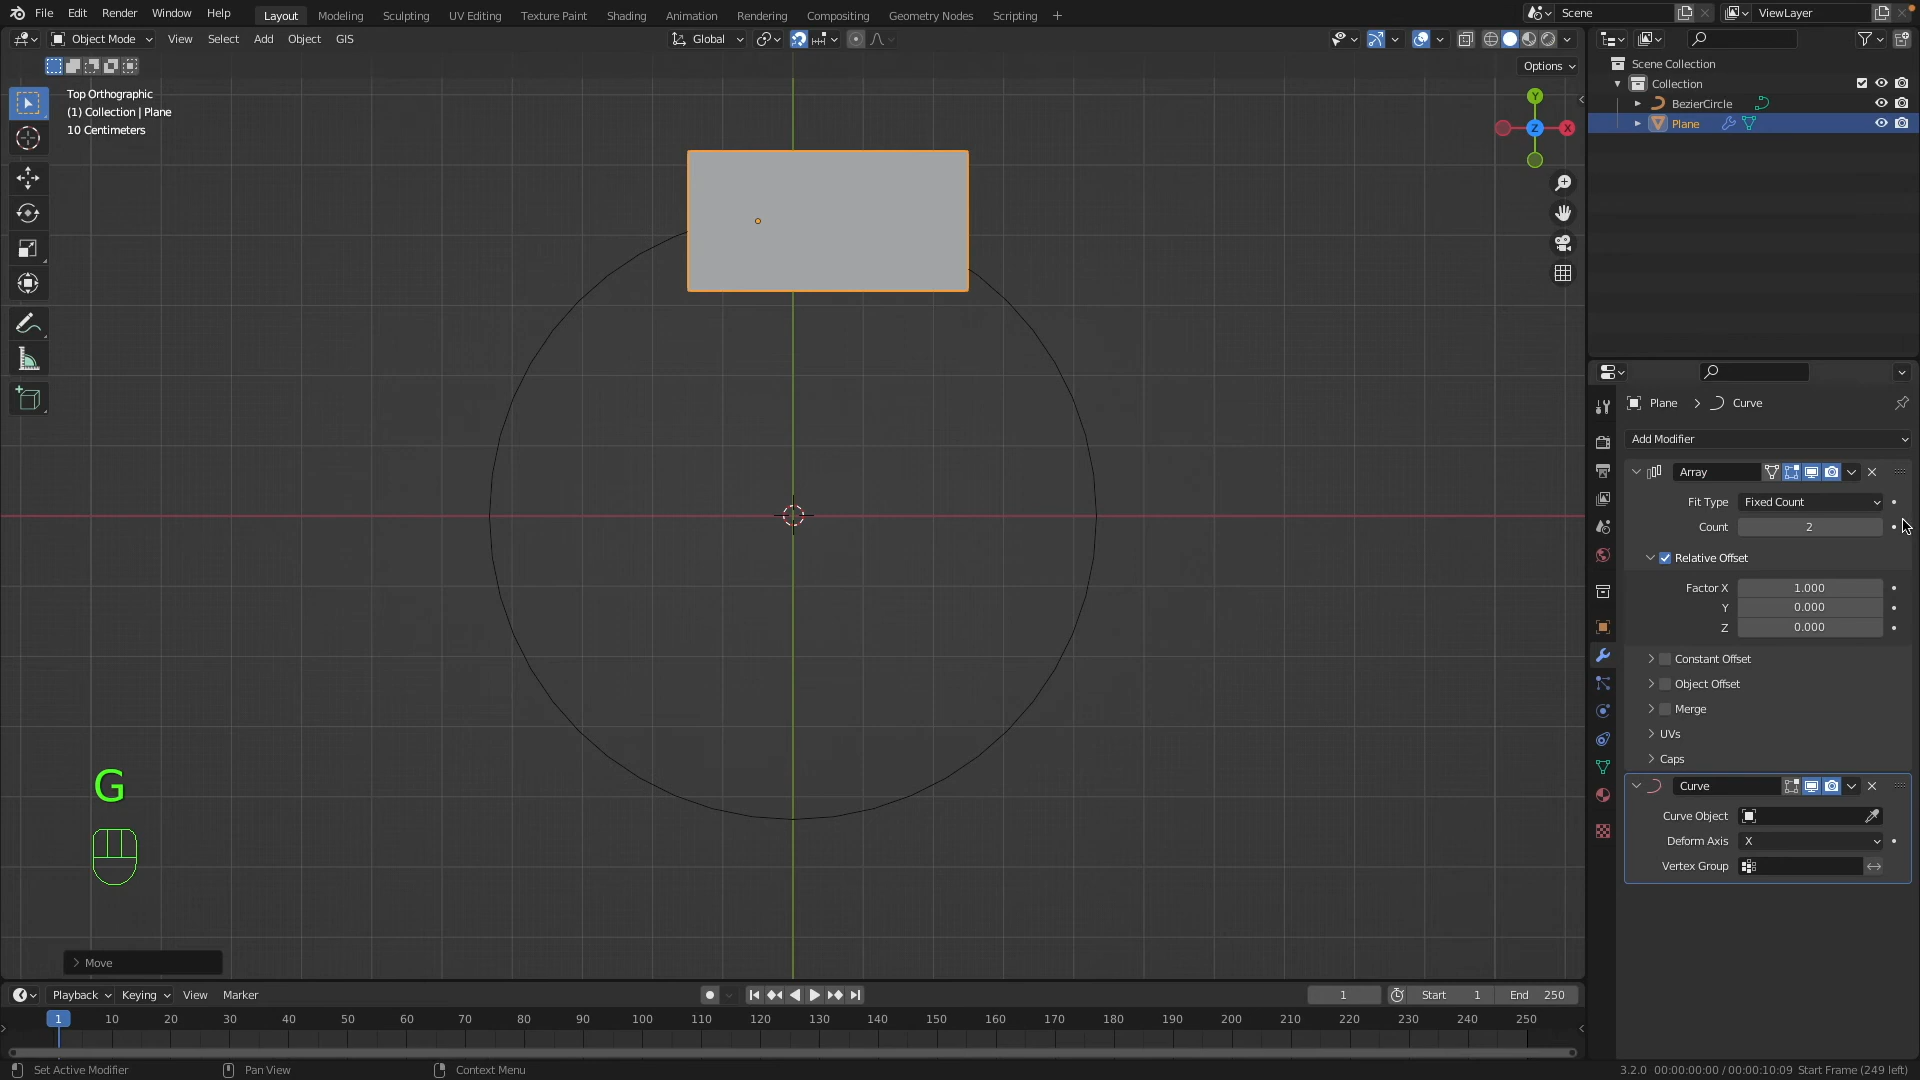 File Edit Render Window Help Layout Modeling Sculpting UV Editing Texture Paint Shading Animation Rendering Compositing Geometry Nodes Scripting + Scene ViewLayer
Object Mode View Select Add Object GIS Global
Options
Top Orthographic
(1) Collection | Plane
10 Centimeters
Y
Z X
Scene Collection
Collection
BezierCircle
Plane
Plane > Curve
Add Modifier
Array
Fit Type Fixed Count
Count 2
Relative Offset
Factor X 1.000
Y 0.000
Z 0.000
Constant Offset
Object Offset
Merge
UVs
Caps
Curve
Curve Object
Deform Axis X
Vertex Group
G
> Move
Playback Keying View Marker 1 Start 1 End 250
1 10 20 30 40 50 60 70 80 90 100 110 120 130 140 150 160 170 180 190 200 210 220 230 240 250
Set Active Modifier Pan View Context Menu 3.2.0 00:00:00:00 / 00:00:10:09 Start Frame (249 left)